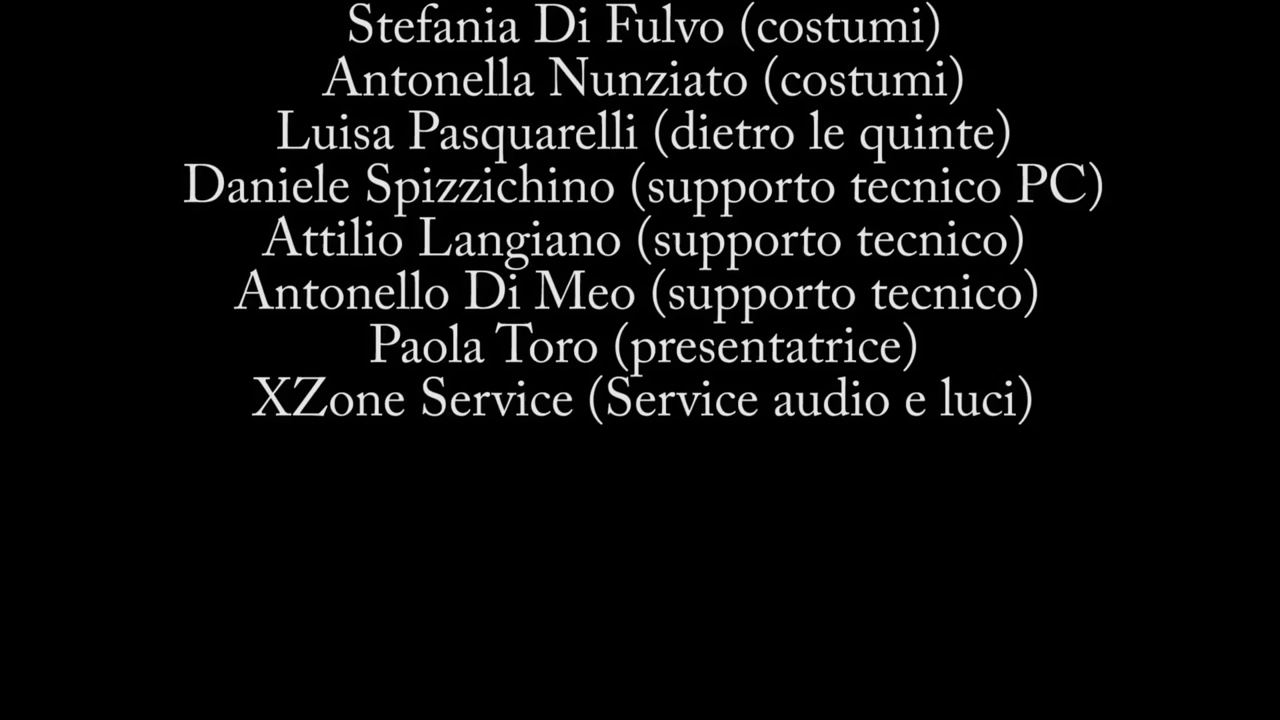 Stefania Di Fulvo (costumi)
Antonella Nunziato (costumi)
Luisa Pasquarelli (dietro le quinte)
Daniele Spizzichino (supporto tecnico PC)
Attilio Langiano (supporto tecnico)
Antonello Di Meo (supporto tecnico)
Paola Toro (presentatrice)
XZone Service (Service audio e luci)